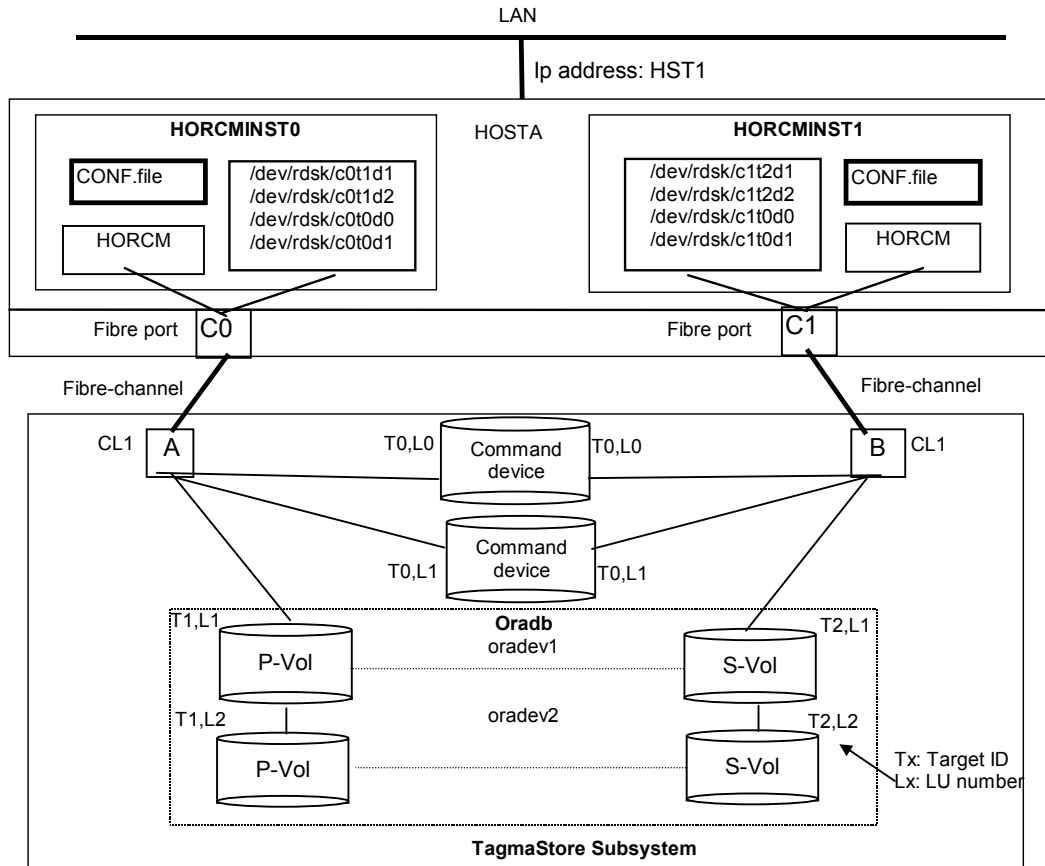 LAN
Ip address: HST1
HORCMINST0
HOSTA
HORCMINST1
CONF.file
/dev/rdsk/c0t1d1
/dev/rdsk/c0t1d2
/dev/rdsk/c0t0d0
/dev/rdsk/c0t0d1
HORCM
/dev/rdsk/c1t2d1
/dev/rdsk/c1t2d2
/dev/rdsk/c1t0d0
/dev/rdsk/c1t0d1
CONF.file
HORCM
Fibre port
C0
Fibre port
C1
Fibre-channel
Fibre-channel
CL1
A
T0,L0
Command
device
T0,L0
B
CL1
T0,L1
Command
device
T0,L1
T1,L1
Oradb
oradev1
T2,L1
P-Vol
S-Vol
T1,L2
oradev2
T2,L2
P-Vol
S-Vol
Tx: Target ID
Lx: LU number
TagmaStore Subsystem